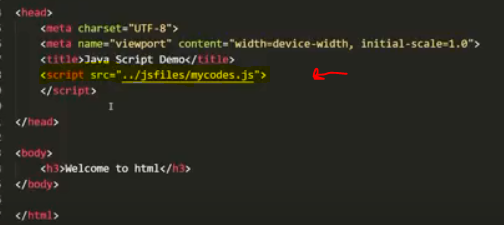 <head>
<meta charset="UTF-8">
<meta name="viewport" content="width=device-width, initial-scale=1.0">
<title>Java Script Demo</title>
<script src="../jsfiles/mycodes.js">
</script>
</head>
<body>
<h3>Welcome to html</h3>
</body>
</html>